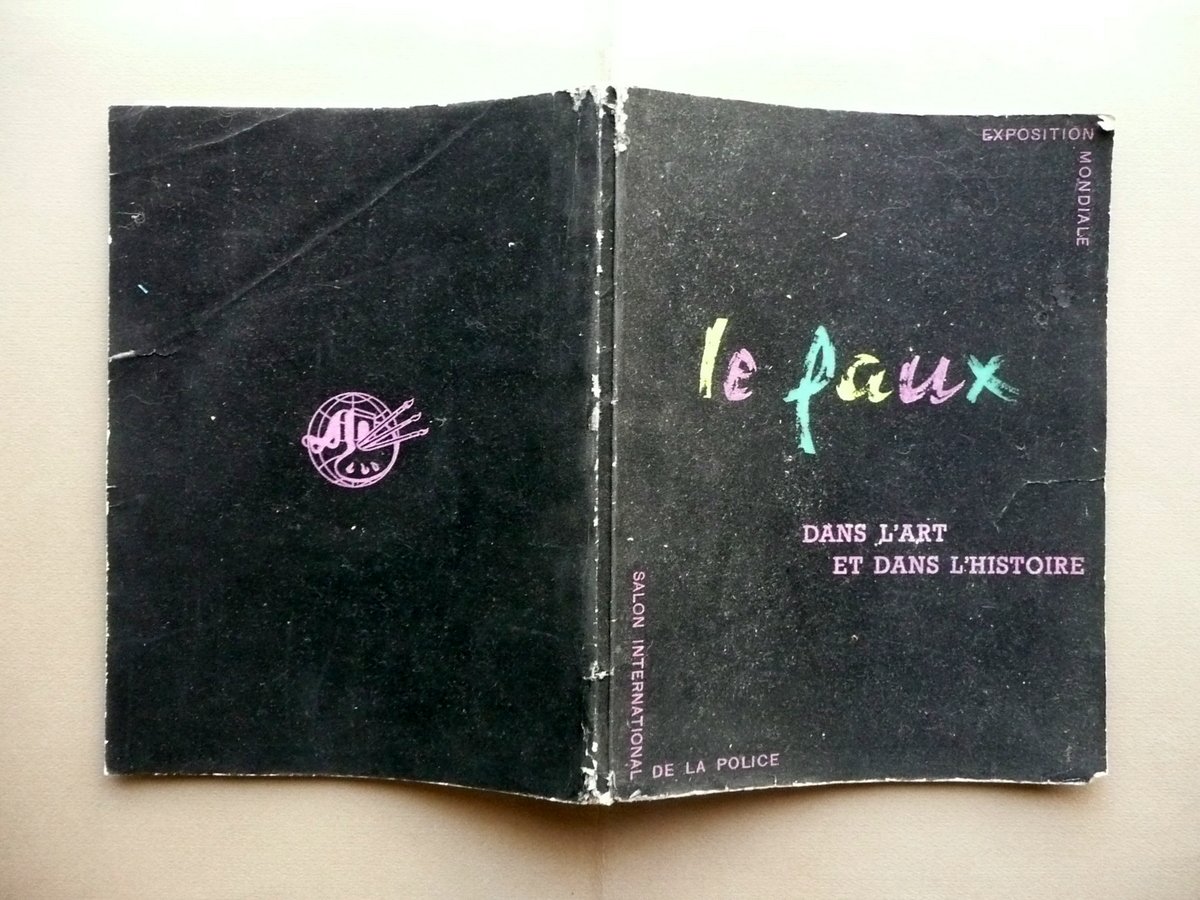 EXPOSITION
MONDIALE
le faux
DANS L'ART
ET DANS L'HISTOIRE
SALON INTERNATIONAL
DE LA POLICE